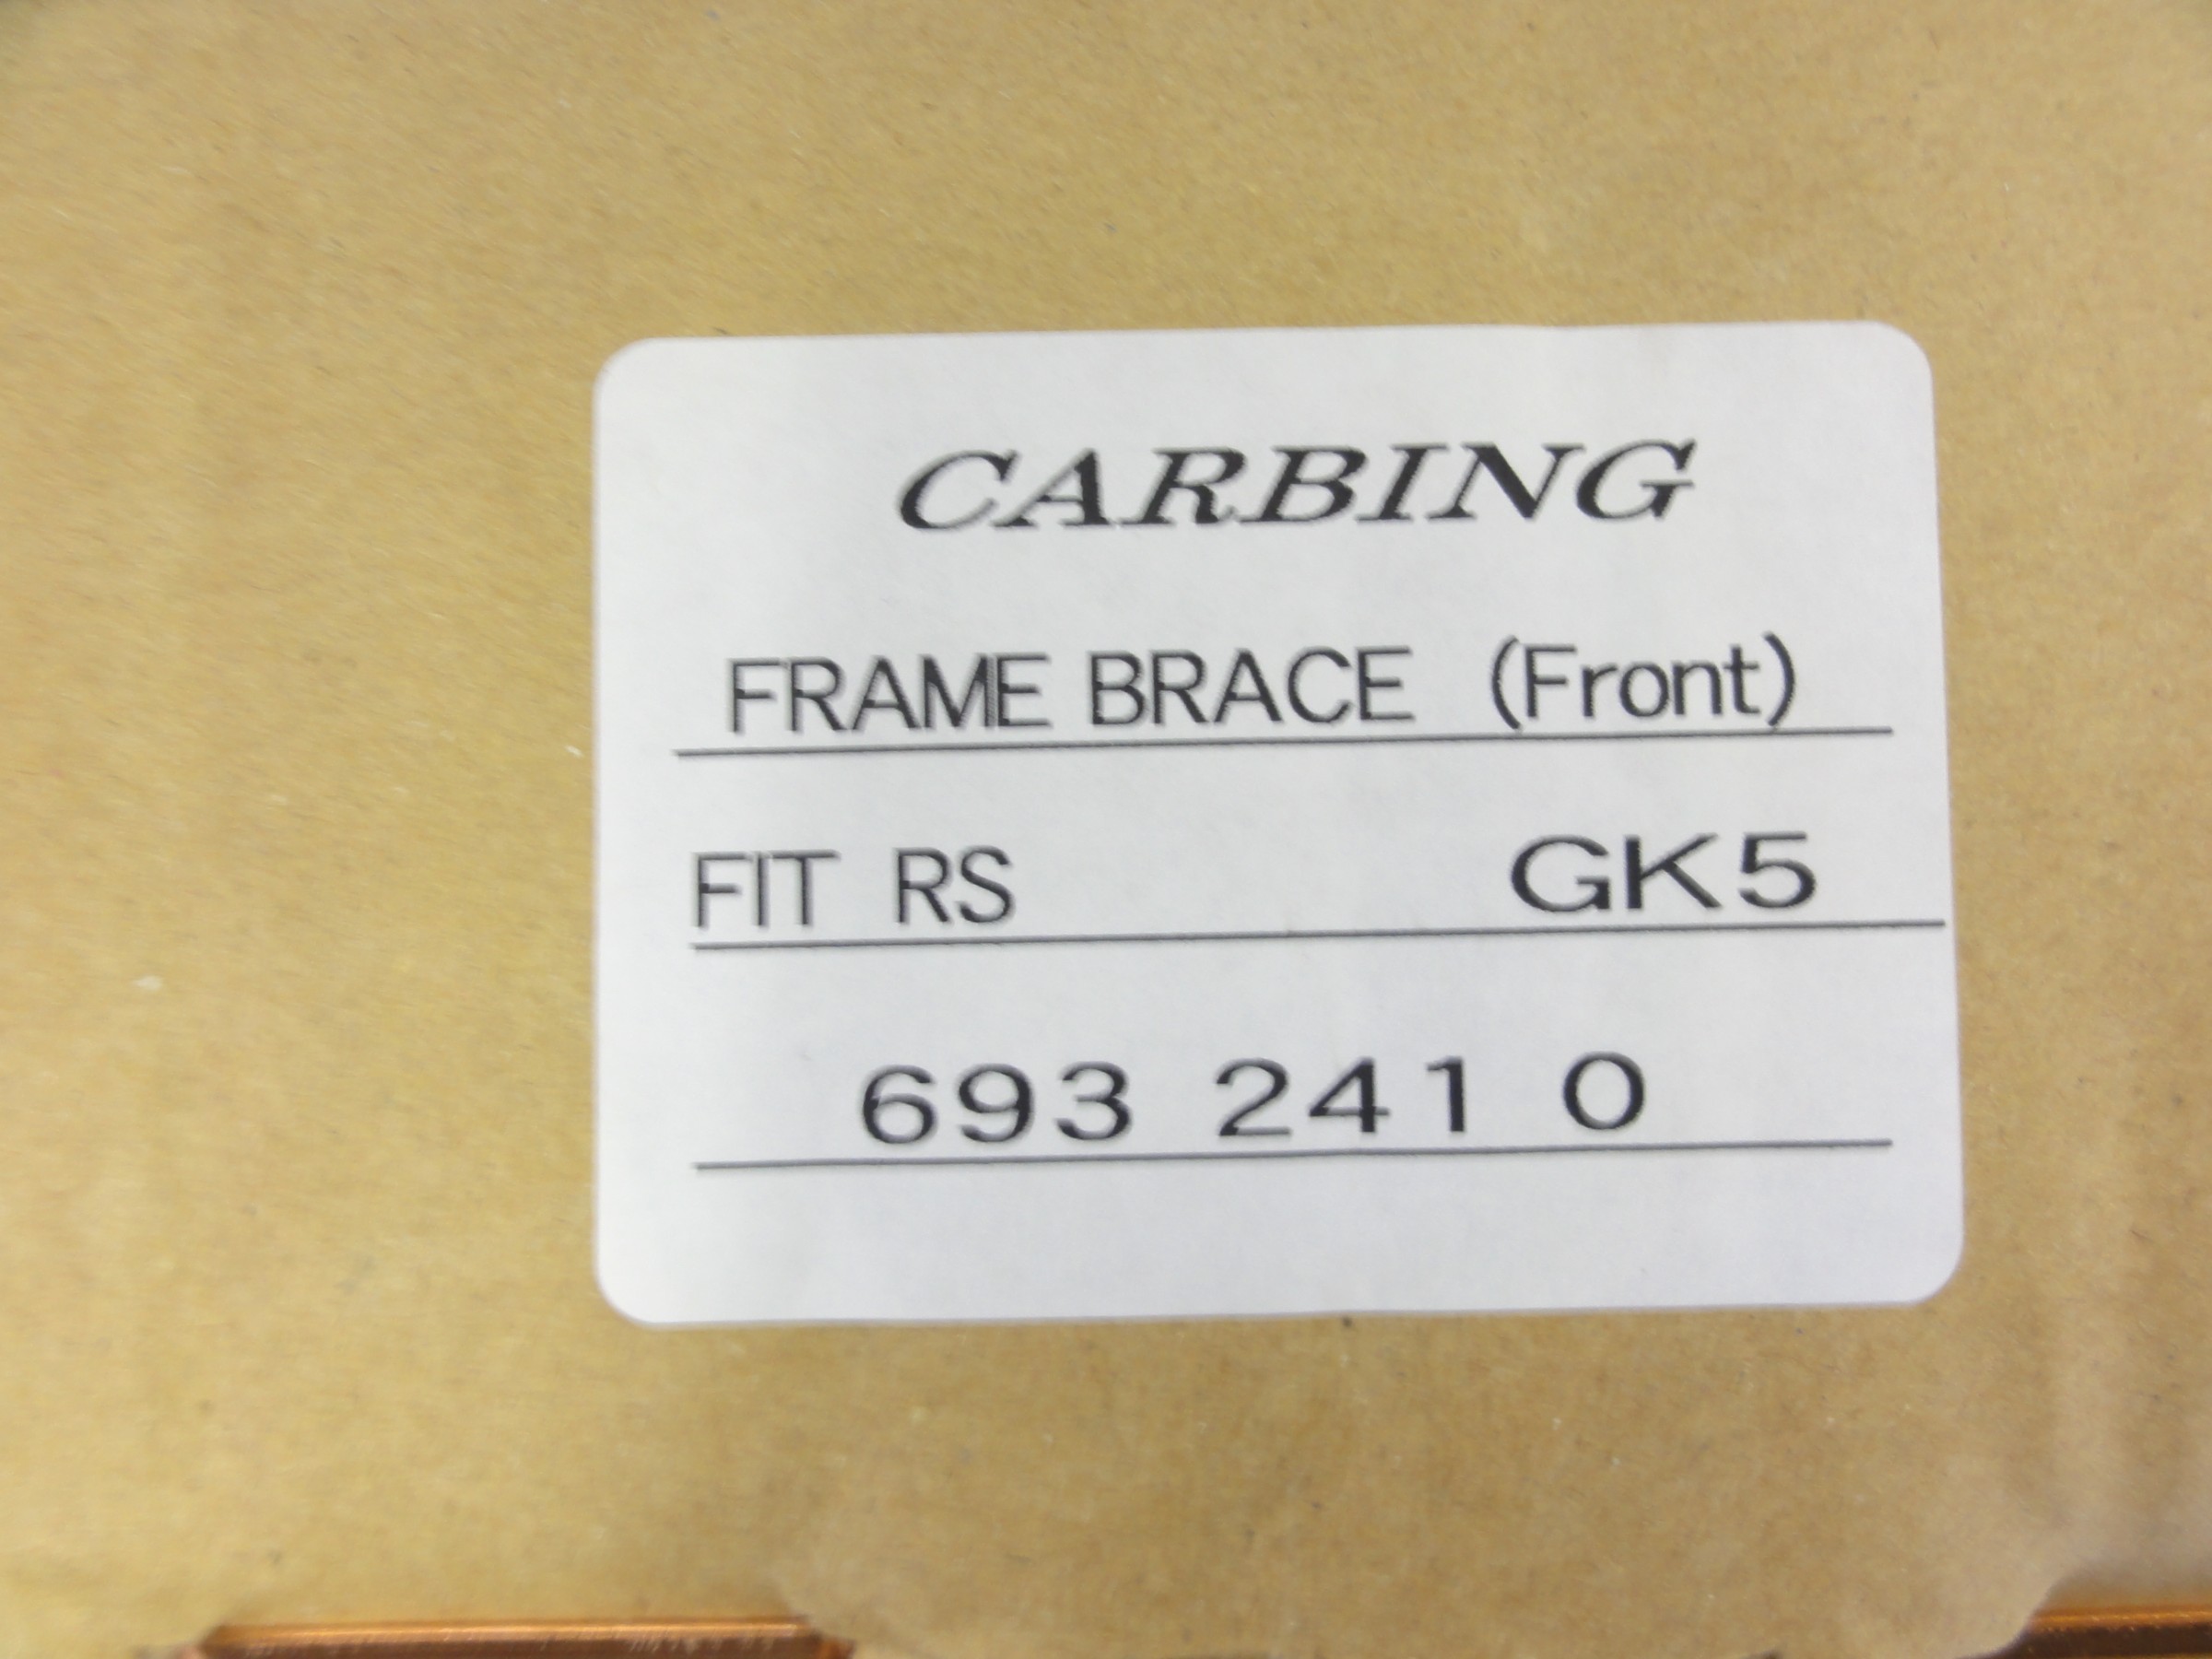 CARBING
FRAME BRACE (Front)
FIT RS GK5
693 241 0